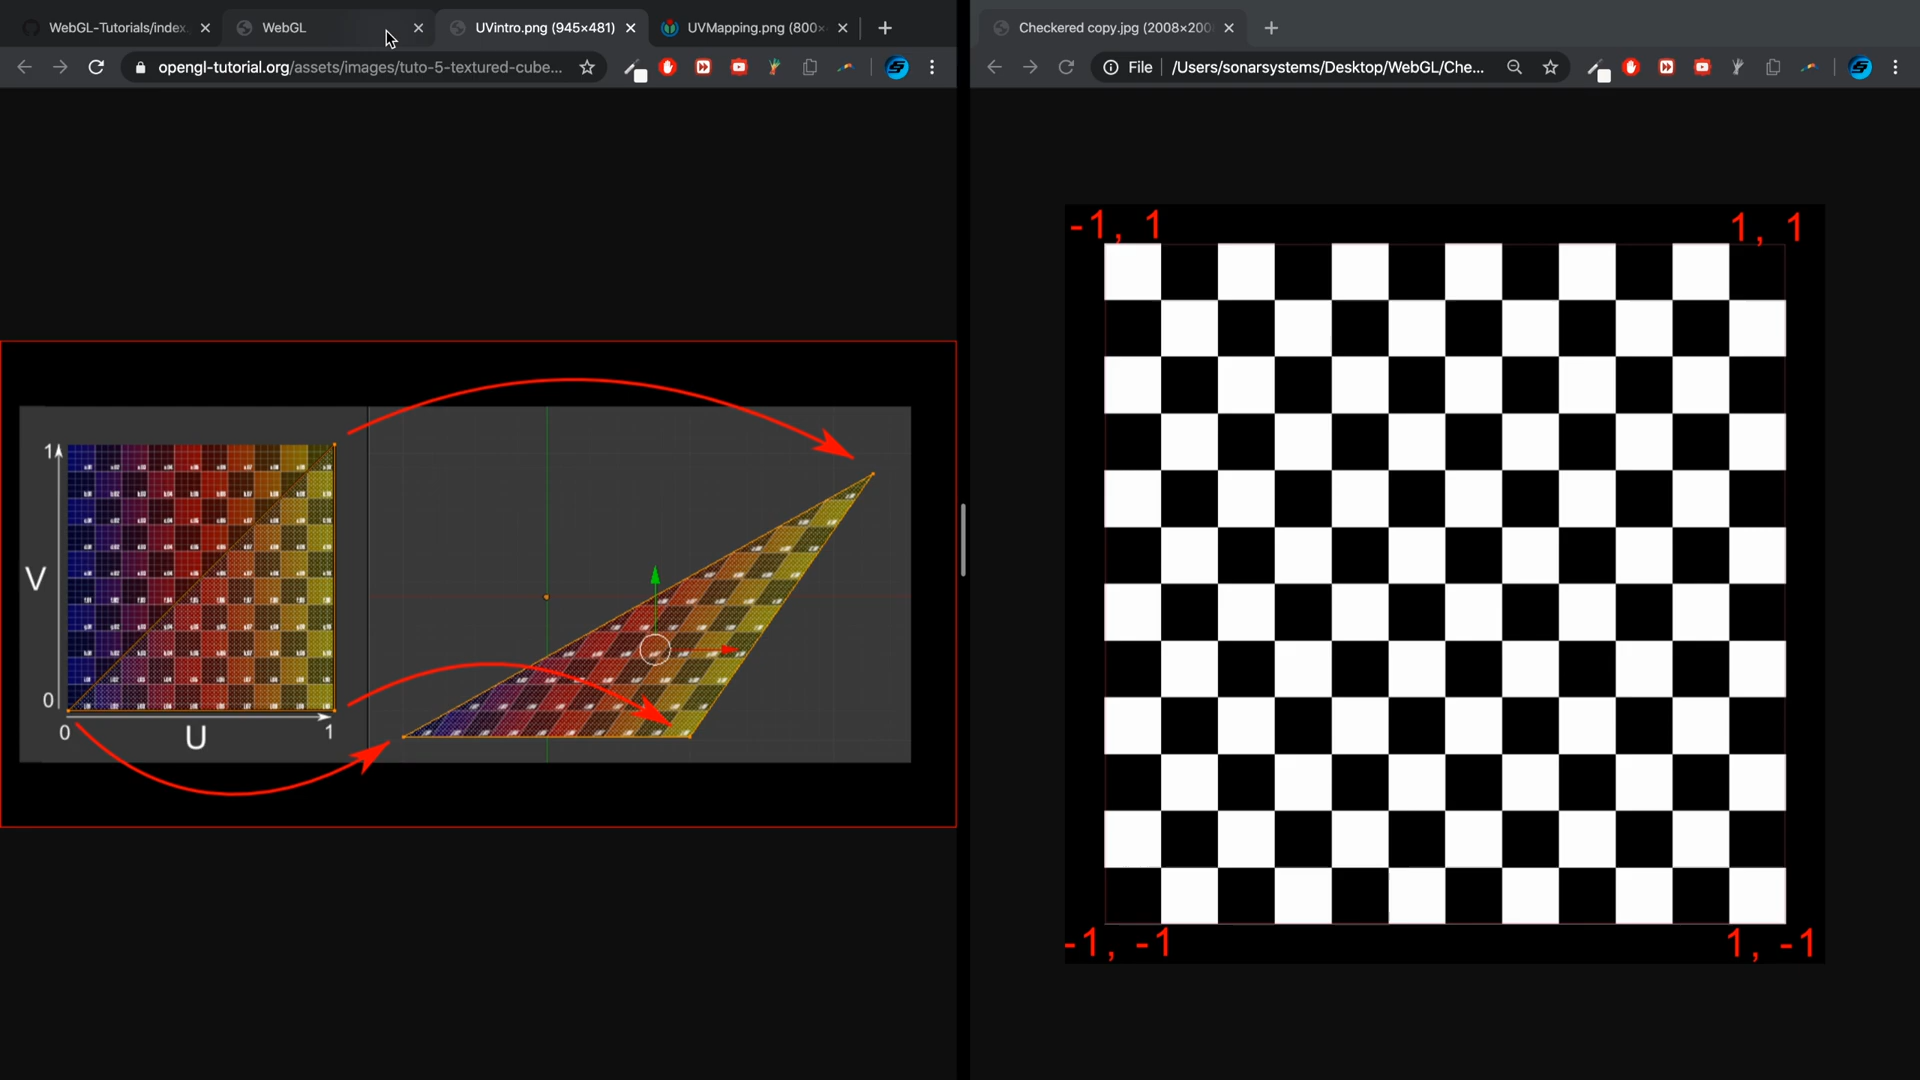 WebGL-Tutorials/index.
WebGL
UVintro.png (945×481)
UVMapping.png (800×
opengl-tutorial.org/assets/images/tuto-5-textured-cube...
Checkered copy.jpg (2008×200
File
/Users/sonarsystems/Desktop/WebGL/Che...
1
V
0
0
U
1
-1, 1
1, 1
-1, -1
1, -1